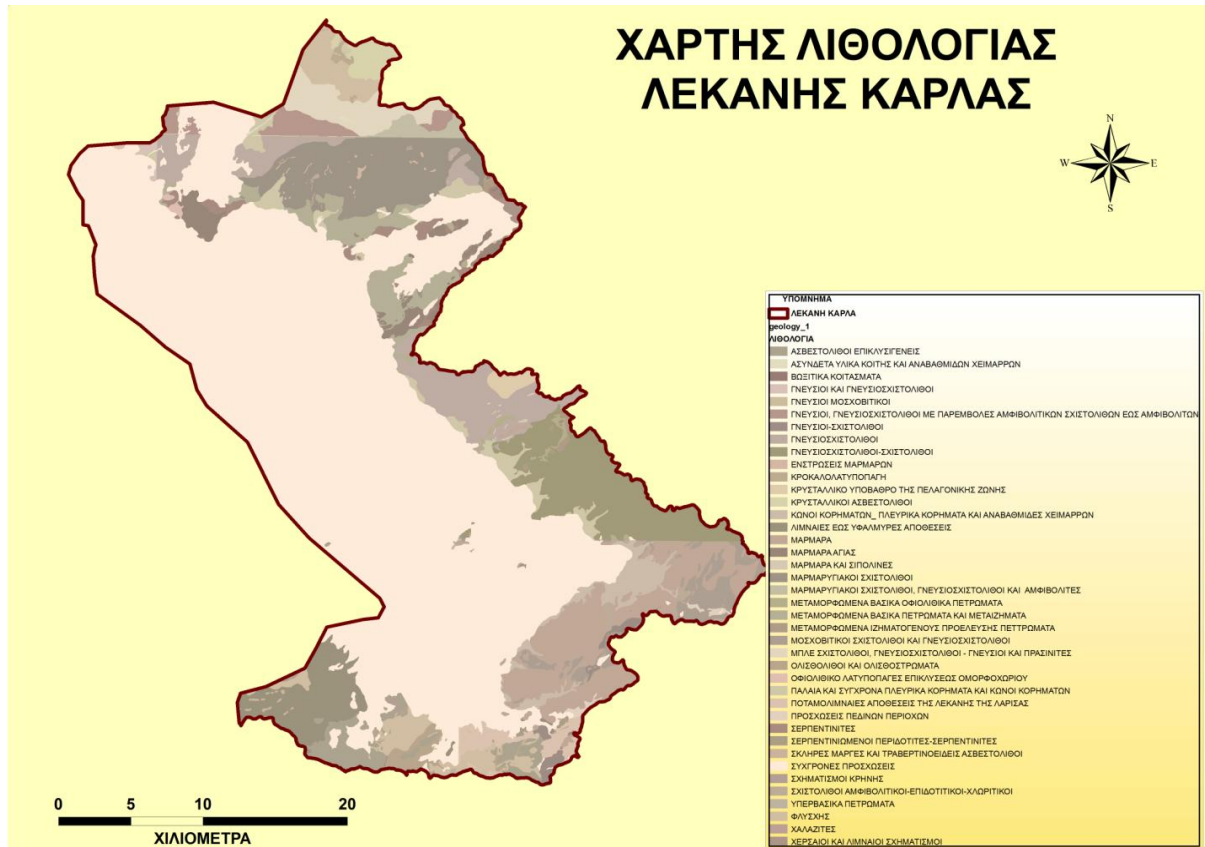 ΧΑΡΤΗΣ ΛΙΘΟΛΟΓΙΑΣ
ΛΕΚΑΝΗΣ ΚΑΡΛΑΣ
N
W E
S
ΥΠΟΜΝΗΜΑ
ΛΕΚΑΝΗ ΚΑΡΛΑ
geology_1
ΛΙΘΟΛΟΓΙΑ
ΑΣΒΕΣΤΟΛΙΘΟΙ ΕΠΙΚΛΥΣΙΓΕΝΕΙΣ
ΑΣΥΝΔΕΤΑ ΥΛΙΚΑ ΚΟΙΤΗΣ ΚΑΙ ΑΝΑΒΑΘΜΙΔΩΝ ΧΕΙΜΑΡΡΩΝ
ΒΩΞΙΤΙΚΑ ΚΟΙΤΑΣΜΑΤΑ
ΓΝΕΥΣΙΟΙ ΚΑΙ ΓΝΕΥΣΙΟΣΧΙΣΤΟΛΙΘΟΙ
ΓΝΕΥΣΙΟΙ ΜΟΣΧΟΒΙΤΙΚΟΙ
ΓΝΕΥΣΙΟΙ, ΓΝΕΥΣΙΟΣΧΙΣΤΟΛΙΘΟΙ ΜΕ ΠΑΡΕΜΒΟΛΕΣ ΑΜΦΙΒΟΛΙΤΙΚΩΝ ΣΧΙΣΤΟΛΙΘΩΝ ΕΩΣ ΑΜΦΙΒΟΛΙΤΩΝ
ΓΝΕΥΣΙΟΙ-ΣΧΙΣΤΟΛΙΘΟΙ
ΓΝΕΥΣΙΟΣΧΙΣΤΟΛΙΘΟΙ
ΓΝΕΥΣΙΟΣΧΙΣΤΟΛΙΘΟΙ-ΣΧΙΣΤΟΛΙΘΟΙ
ΕΝΣΤΡΩΣΕΙΣ ΜΑΡΜΑΡΩΝ
ΚΡΟΚΑΛΟΛΑΤΥΠΟΠΑΓΗ
ΚΡΥΣΤΑΛΛΙΚΟ ΥΠΟΒΑΘΡΟ ΤΗΣ ΠΕΛΑΓΟΝΙΚΗΣ ΖΩΝΗΣ
ΚΡΥΣΤΑΛΛΙΚΟΙ ΑΣΒΕΣΤΟΛΙΘΟΙ
ΚΩΝΟΙ ΚΟΡΗΜΑΤΩΝ_ ΠΛΕΥΡΙΚΑ ΚΟΡΗΜΑΤΑ ΚΑΙ ΑΝΑΒΑΘΜΙΔΕΣ ΧΕΙΜΑΡΡΩΝ
ΛΙΜΝΑΙΕΣ ΕΩΣ ΥΦΑΛΜΥΡΕΣ ΑΠΟΘΕΣΕΙΣ
ΜΑΡΜΑΡΑ
ΜΑΡΜΑΡΑ ΑΓΙΑΣ
ΜΑΡΜΑΡΑ ΚΑΙ ΣΙΠΟΛΙΝΕΣ
ΜΑΡΜΑΡΥΓΙΑΚΟΙ ΣΧΙΣΤΟΛΙΘΟΙ
ΜΑΡΜΑΡΥΓΙΑΚΟΙ ΣΧΙΣΤΟΛΙΘΟΙ, ΓΝΕΥΣΙΟΣΧΙΣΤΟΛΙΘΟΙ ΚΑΙ ΑΜΦΙΒΟΛΙΤΕΣ
ΜΕΤΑΜΟΡΦΩΜΕΝΑ ΒΑΣΙΚΑ ΟΦΙΟΛΙΘΙΚΑ ΠΕΤΡΩΜΑΤΑ
ΜΕΤΑΜΟΡΦΩΜΕΝΑ ΒΑΣΙΚΑ ΠΕΤΡΩΜΑΤΑ ΚΑΙ ΜΕΤΑΙΖΗΜΑΤΑ
ΜΕΤΑΜΟΡΦΩΜΕΝΑ ΙΖΗΜΑΤΟΓΕΝΟΥΣ ΠΡΟΕΛΕΥΣΗΣ ΠΕΤΤΡΩΜΑΤΑ
ΜΟΣΧΟΒΙΤΙΚΟΙ ΣΧΙΣΤΟΛΙΘΟΙ ΚΑΙ ΓΝΕΥΣΙΟΣΧΙΣΤΟΛΙΘΟΙ
ΜΠΛΕ ΣΧΙΣΤΟΛΙΘΟΙ, ΓΝΕΥΣΙΟΣΧΙΣΤΟΛΙΘΟΙ - ΓΝΕΥΣΙΟΙ ΚΑΙ ΠΡΑΣΙΝΙΤΕΣ
ΟΛΙΣΘΟΛΙΘΟΙ ΚΑΙ ΟΛΙΣΘΟΣΤΡΩΜΑΤΑ
ΟΦΙΟΛΙΘΙΚΟ ΛΑΤΥΠΟΠΑΓΕΣ ΕΠΙΚΛΥΣΕΩΣ ΟΜΟΡΦΟΧΩΡΙΟΥ
ΠΑΛΑΙΑ ΚΑΙ ΣΥΓΧΡΟΝΑ ΠΛΕΥΡΙΚΑ ΚΟΡΗΜΑΤΑ ΚΑΙ ΚΩΝΟΙ ΚΟΡΗΜΑΤΩΝ
ΠΟΤΑΜΟΛΙΜΝΑΙΕΣ ΑΠΟΘΕΣΕΙΣ ΤΗΣ ΛΕΚΑΝΗΣ ΤΗΣ ΛΑΡΙΣΑΣ
ΠΡΟΣΧΩΣΕΙΣ ΠΕΔΙΝΩΝ ΠΕΡΙΟΧΩΝ
ΣΕΡΠΕΝΤΙΝΙΤΕΣ
ΣΕΡΠΕΝΤΙΝΙΩΜΕΝΟΙ ΠΕΡΙΔΟΤΙΤΕΣ-ΣΕΡΠΕΝΤΙΝΙΤΕΣ
ΣΚΛΗΡΕΣ ΜΑΡΓΕΣ ΚΑΙ ΤΡΑΒΕΡΤΙΝΟΕΙΔΕΙΣ ΑΣΒΕΣΤΟΛΙΘΟΙ
ΣΥΧΓΡΟΝΕΣ ΠΡΟΣΧΩΣΕΙΣ
ΣΧΗΜΑΤΙΣΜΟΙ ΚΡΗΝΗΣ
ΣΧΙΣΤΟΛΙΘΟΙ ΑΜΦΙΒΟΛΙΤΙΚΟΙ-ΕΠΙΔΟΤΙΤΙΚΟΙ-ΧΛΩΡΙΤΙΚΟΙ
ΥΠΕΡΒΑΣΙΚΑ ΠΕΤΡΩΜΑΤΑ
ΦΛΥΣΧΗΣ
ΧΑΛΑΖΙΤΕΣ
ΧΕΡΣΑΙΟΙ ΚΑΙ ΛΙΜΝΑΙΟΙ ΣΧΗΜΑΤΙΣΜΟΙ
0 5 10 20
ΧΙΛΙΟΜΕΤΡΑ